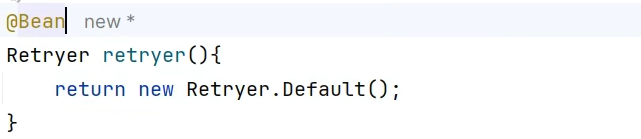 @Bean new *
Retryer retryer(){
    return new Retryer.Default();
}